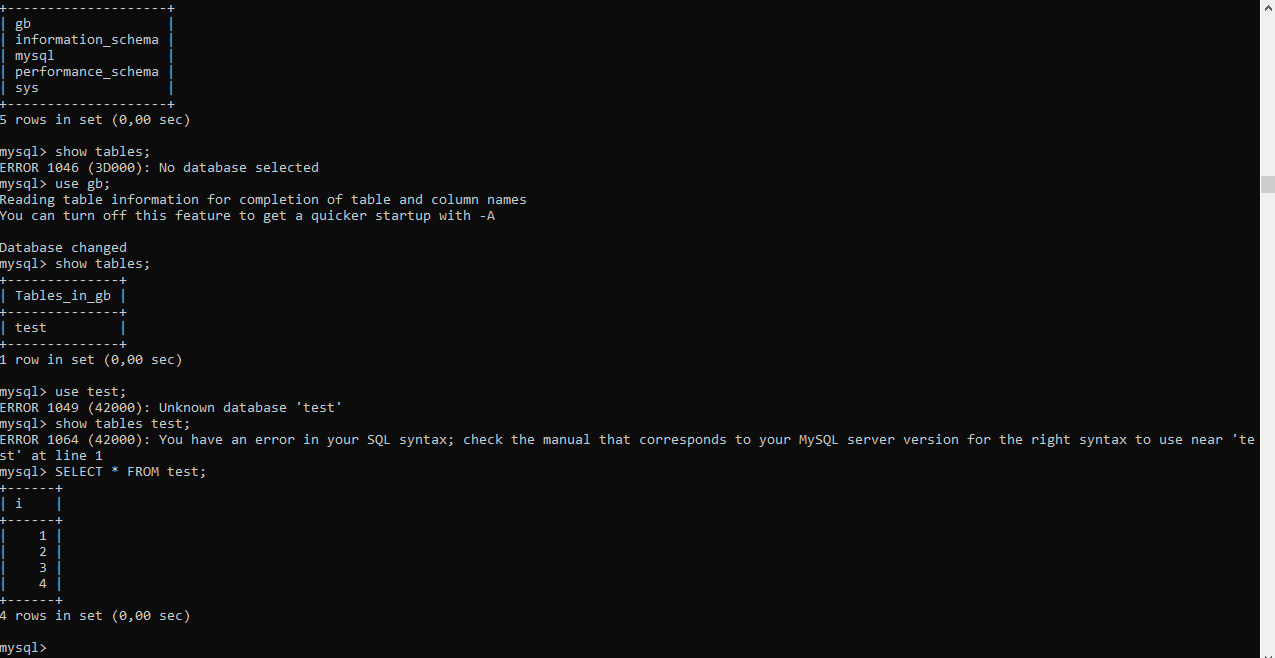 +---------------------+
| gb                  |
| information_schema  |
| mysql               |
| performance_schema  |
| sys                 |
+---------------------+
5 rows in set (0,00 sec)

mysql> show tables;
ERROR 1046 (3D000): No database selected
mysql> use gb;
Reading table information for completion of table and column names
You can turn off this feature to get a quicker startup with -A

Database changed
mysql> show tables;
+--------------+
| Tables_in_gb |
+--------------+
| test         |
+--------------+
1 row in set (0,00 sec)

mysql> use test;
ERROR 1049 (42000): Unknown database 'test'
mysql> show tables test;
ERROR 1064 (42000): You have an error in your SQL syntax; check the manual that corresponds to your MySQL server version for the right syntax to use near 'te
st' at line 1
mysql> SELECT * FROM test;
+------+
| i    |
+------+
|    1 |
|    2 |
|    3 |
|    4 |
+------+
4 rows in set (0,00 sec)

mysql>